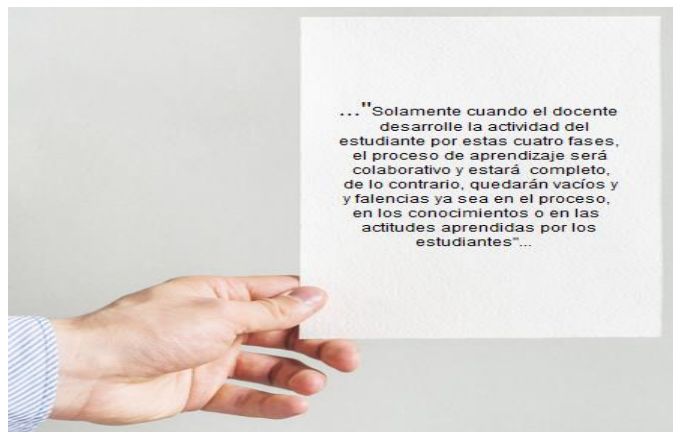 ..."Solamente cuando el docente
desarrolle la actividad del
estudiante por estas cuatro fases,
el proceso de aprendizaje será
colaborativo y estará completo,
de lo contrario, quedarán vacíos y
y falencias ya sea en el proceso,
en los conocimientos o en las
actitudes aprendidas por los
estudiantes"...